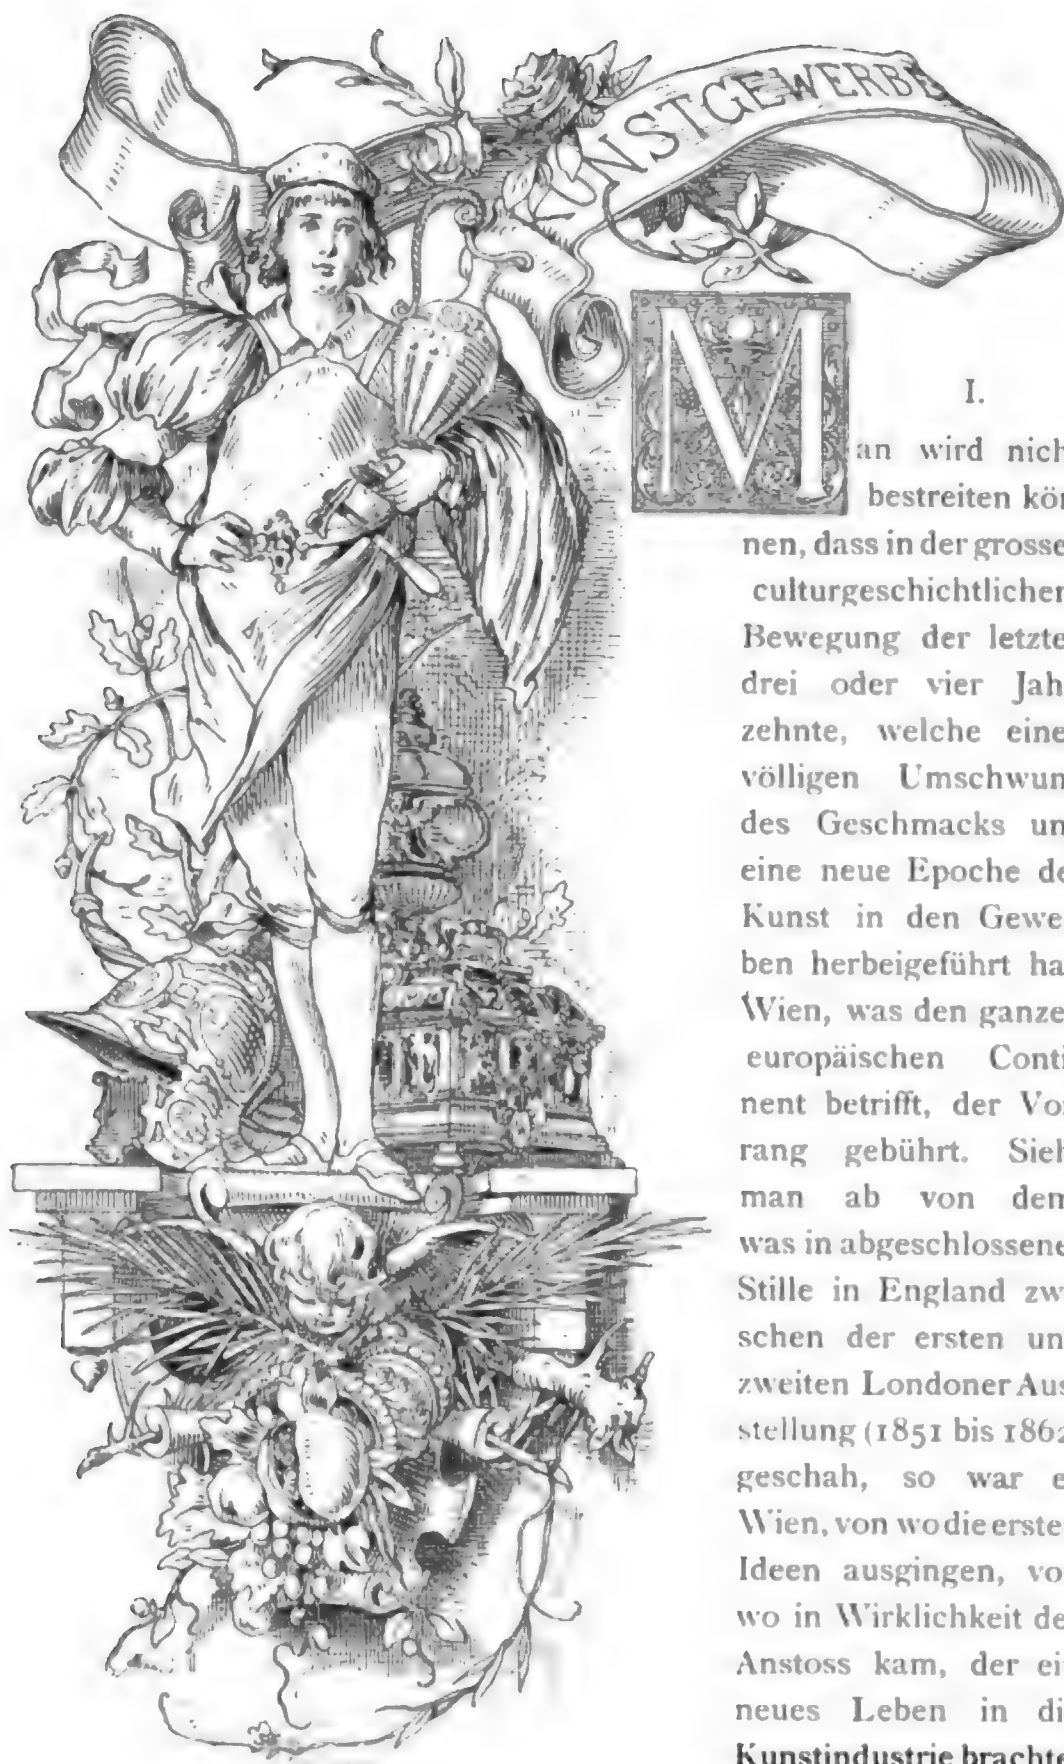 NSTGEWERBE
I.
Man wird nich
bestreiten kön
nen, dass in der grosse
culturgeschichtlichen
Bewegung der letzte
drei oder vier Jah
zehnte, welche eine
völligen Umschwun
des Geschmacks un
eine neue Epoche de
Kunst in den Gewe
ben herbeigeführt ha
Wien, was den ganze
europäischen Conti
nent betrifft, der Vor
rang gebührt. Sieh
man ab von dem
was in abgeschlossene
Stille in England zwi
schen der ersten un
zweiten Londoner Aus
stellung (1851 bis 1862
geschah, so war e
Wien, von wo die erste
Ideen ausgingen, vo
wo in Wirklichkeit de
Anstoss kam, der ei
neues Leben in di
Kunstindustrie brachte